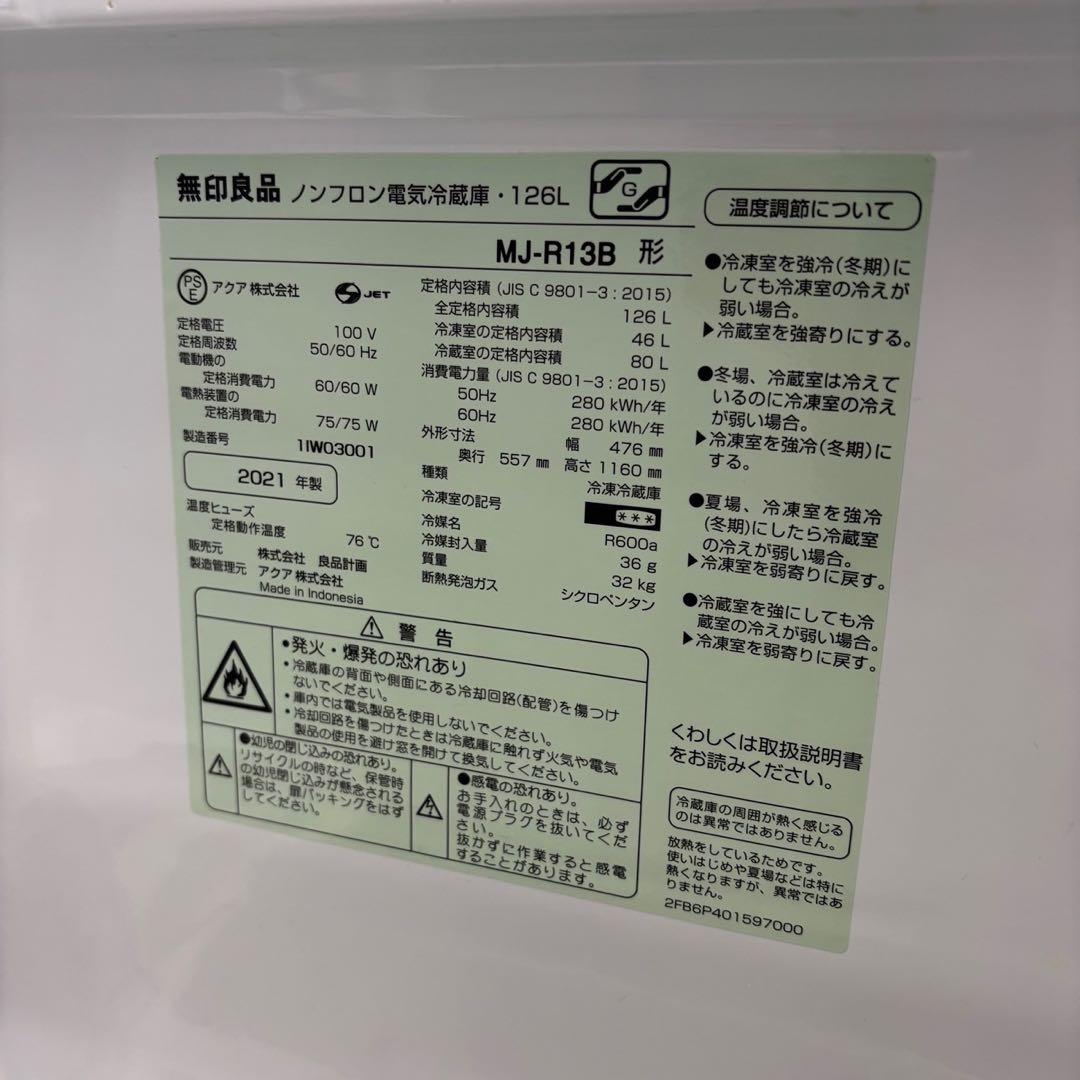 無印良品 ノンフロン電気冷蔵庫・126L
G
MJ-R13B 形
PS
E
アクア株式会社
JET
定格電圧 100 V
定格周波数 50/60 Hz
電動機の
定格消費電力 60/60 W
電熱装置の
定格消費電力 75/75 W
製造番号 1IW03001
2021 年製
温度ヒューズ
定格動作温度 76 ℃
販売元 株式会社 良品計画
製造管理元 アクア株式会社
Made in Indonesia
定格内容積 (JIS C 9801-3 : 2015)
全定格内容積 126 L
冷凍室の定格内容積 46 L
冷蔵室の定格内容積 80 L
消費電力量 (JIS C 9801-3 : 2015)
50Hz 280 kWh/年
60Hz 280 kWh/年
外形寸法 幅 476 mm
奥行 557 mm 高さ 1160 mm
種類 冷凍冷蔵庫
冷凍室の記号 ***
冷媒名 R600a
冷媒封入量 36 g
質量 32 kg
断熱発泡ガス シクロペンタン
警告
●発火・爆発の恐れあり
・冷蔵庫の背面や側面にある冷却回路(配管)を傷つけ
ないでください。
・庫内では電気製品を使用しないでください。
・冷却回路を傷つけたときは冷蔵庫に触れず火気や電気
製品の使用を避け窓を開けて換気してください。
●幼児の閉じ込みの恐れあり。
リサイクルの時など、保管時
の幼児閉じ込みが懸念される
場合は、扉パッキングをはず
してください。
●感電の恐れあり。
お手入れのときは、必ず
電源プラグを抜いてくだ
さい。
抜かずに作業すると感電
することがあります。
温度調節について
●冷凍室を強冷(冬期)に
しても冷凍室の冷えが
弱い場合。
▶冷蔵室を強寄りにする。
●冬場、冷蔵室は冷えて
いるのに冷凍室の冷え
が弱い場合。
▶冷凍室を強冷(冬期)に
する。
●夏場、冷凍室を強冷
(冬期)にしたら冷蔵室
の冷えが弱い場合。
▶冷凍室を弱寄りに戻す。
●冷蔵室を強にしても冷
蔵室の冷えが弱い場合。
▶冷凍室を弱寄りに戻す。
くわしくは取扱説明書
をお読みください。
冷蔵庫の周囲が熱く感じる
のは異常ではありません。
放熱をしているためです。
使いはじめや夏場などは特に
熱くなりますが、異常ではあ
りません。
2FB6P401597000